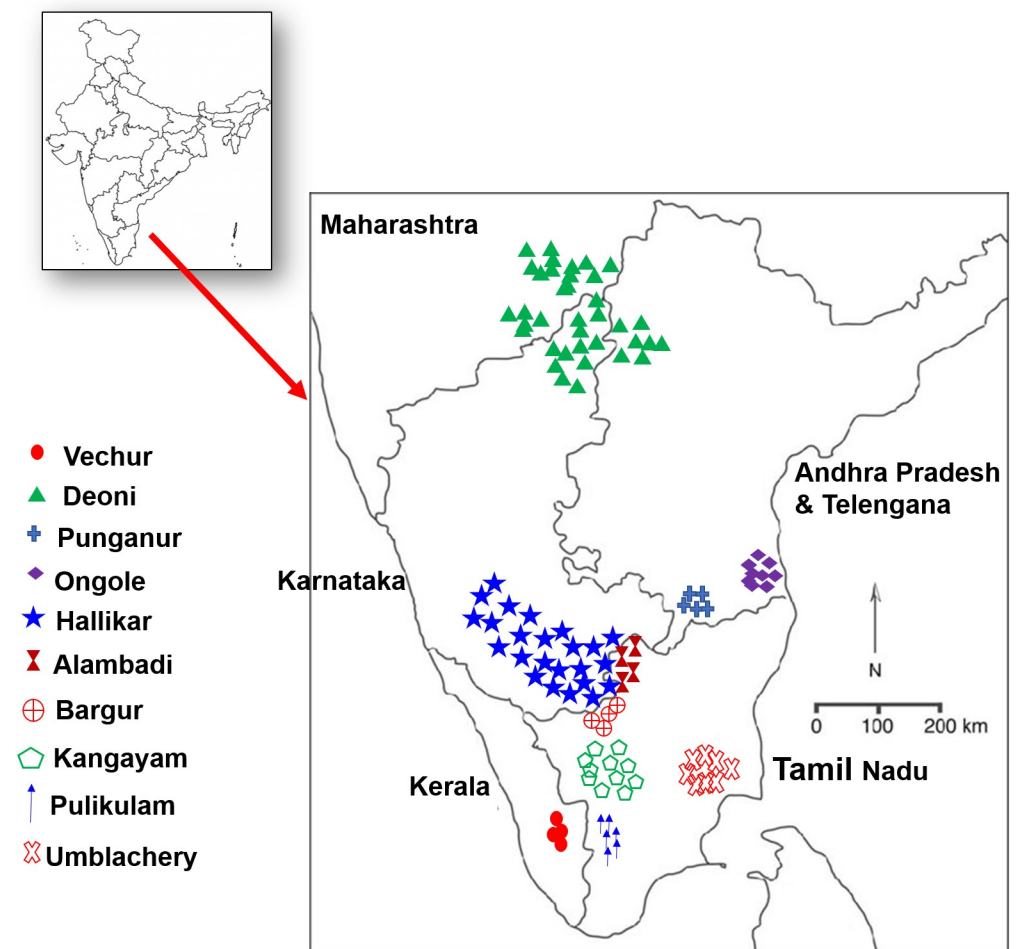 Maharashtra
Andhra Pradesh
& Telengana
Karnataka
Kerala
Tamil Nadu
N
0 100 200 km
Vechur
Deoni
Punganur
Ongole
Hallikar
Alambadi
Bargur
Kangayam
Pulikulam
Umblachery